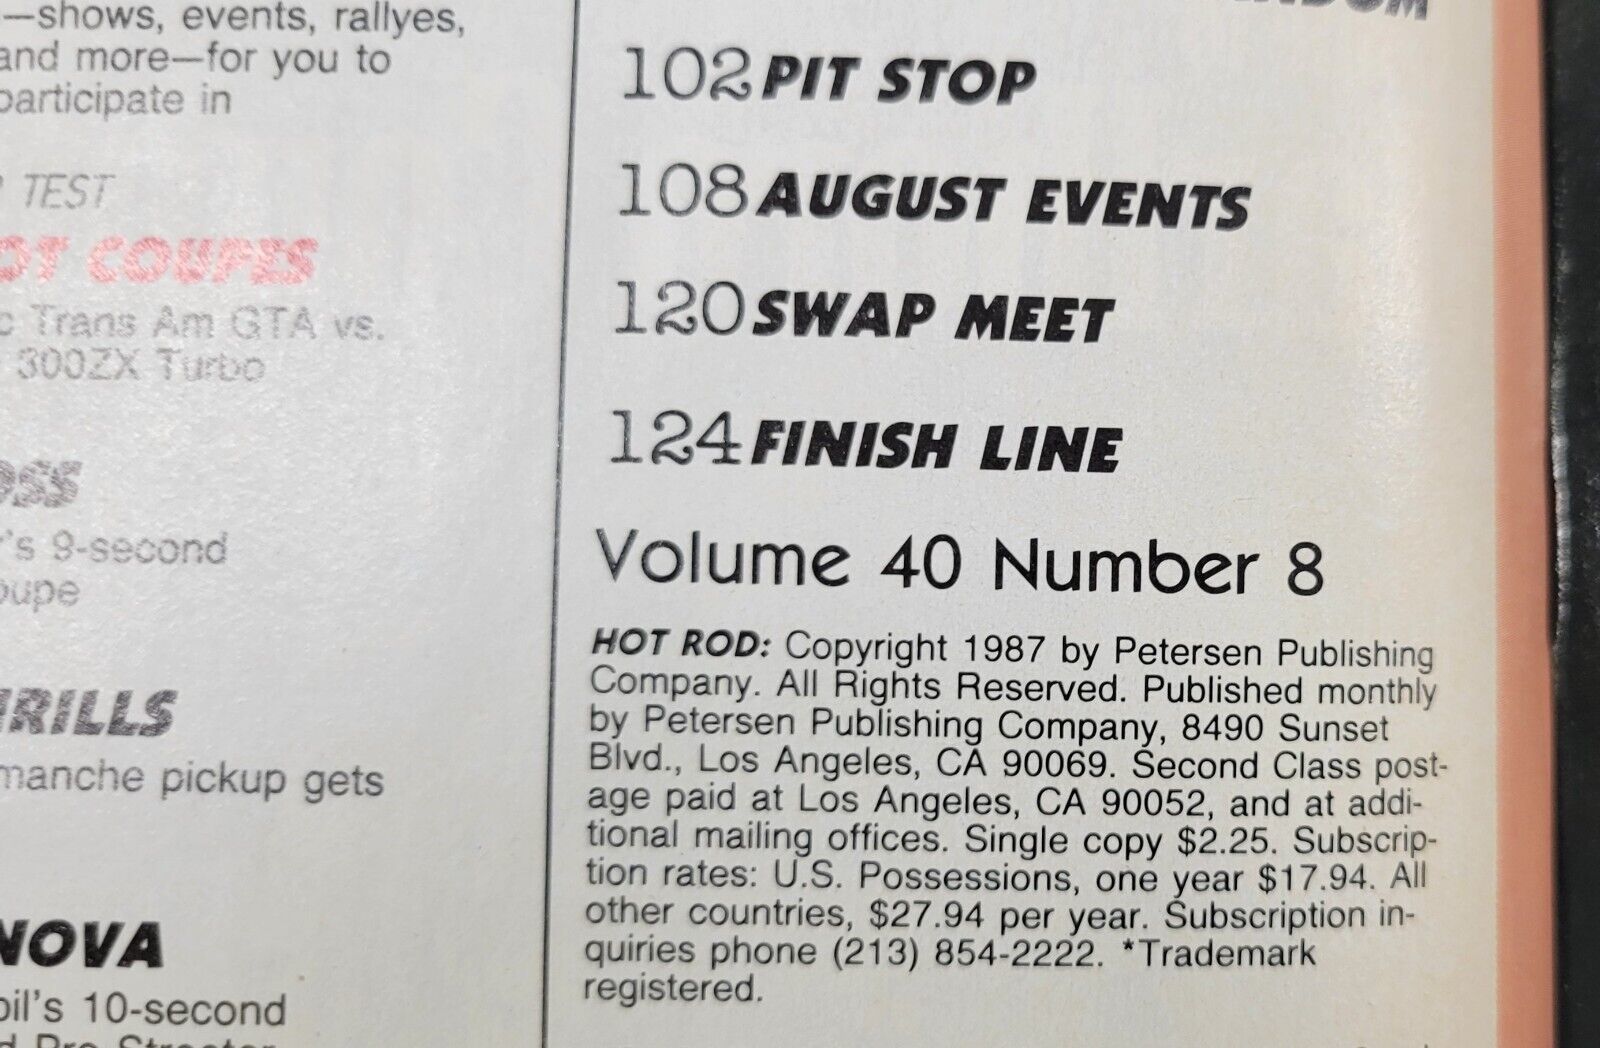 —shows, events, rallyes,
and more—for you to
participate in
TEST
COUPES
Trans Am GTA vs.
300ZX Turbo
9-second
manche pickup gets
NOVA
10-second
102 PIT STOP
108 AUGUST EVENTS
120 SWAP MEET
124 FINISH LINE
Volume 40 Number 8
HOT ROD: Copyright 1987 by Petersen Publishing
Company. All Rights Reserved. Published monthly
by Petersen Publishing Company, 8490 Sunset
Blvd., Los Angeles, CA 90069. Second Class post-
age paid at Los Angeles, CA 90052, and at addi-
tional mailing offices. Single copy $2.25. Subscrip-
tion rates: U.S. Possessions, one year $17.94. All
other countries, $27.94 per year. Subscription in-
quiries phone (213) 854-2222. *Trademark
registered.